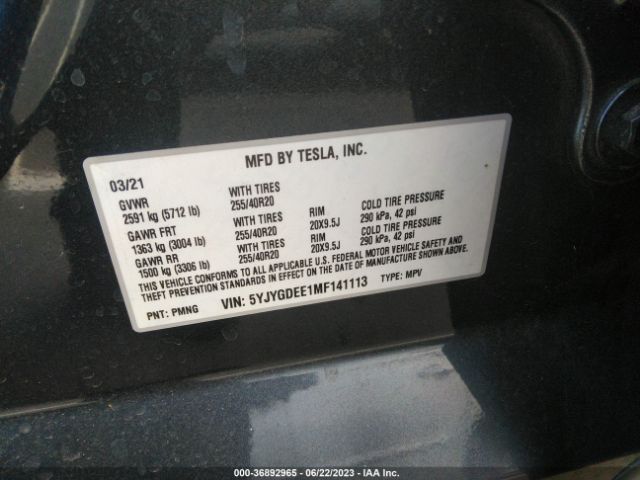 MFD BY TESLA, INC.
03/21
GVWR WITH TIRES
2591 kg (5712 lb) 255/40R20
GAWR FRT WITH TIRES RIM COLD TIRE PRESSURE
1363 kg (3004 lb) 255/40R20 20X9.5J 290 kPa, 42 psi
GAWR RR WITH TIRES RIM COLD TIRE PRESSURE
1500 kg (3306 lb) 255/40R20 20X9.5J 290 kPa, 42 psi
THIS VEHICLE CONFORMS TO ALL APPLICABLE U.S. FEDERAL MOTOR VEHICLE SAFETY AND
THEFT PREVENTION STANDARDS IN EFFECT ON THE DATE OF MANUFACTURE SHOWN ABOVE.
PNT: PMNG VIN: 5YJYGDEE1MF141113 TYPE: MPV
000-36892965 - 06/22/2023 - IAA Inc.